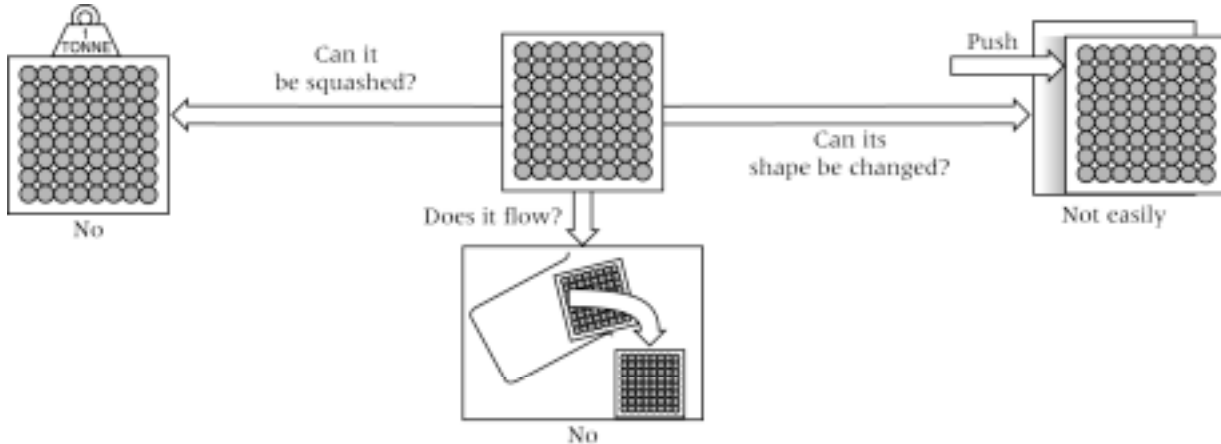 1
TONNE
Can it
be squashed?
No
Push
Can its
shape be changed?
Not easily
Does it flow?
No